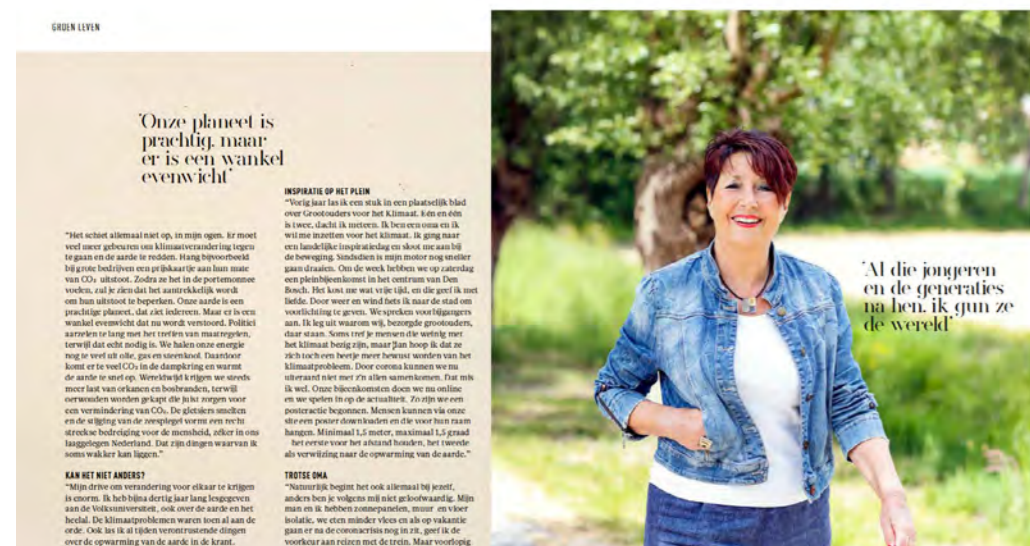 GROEN LEVEN
'Onze planeet is
prachtig, maar
er is een wankel
evenwicht'
"Het schiet allemaal niet op, in mijn ogen. Er moet
veel meer gebeuren om klimaatverandering tegen
te gaan en de aarde te redden. Hang bijvoorbeeld
bij grote bedrijven een prijskaartje aan hun mate
van CO₂ uitstoot. Zodra ze het in de portemonnee
voelen, zul je zien dat het aantrekkelijk wordt
om hun uitstoot te beperken. Onze aarde is een
prachtige planeet, dat ziet iedereen. Maar er is een
wankel evenwicht dat nu wordt verstoord. Politici
aarzelen te lang met het treffen van maatregelen,
terwijl dat echt nodig is. We halen onze energie
nog te veel uit olie, gas en steenkool. Daardoor
komt er te veel CO₂ in de dampkring en warmt
de aarde te snel op. Wereldwijd krijgen we steeds
meer last van orkanen en bosbranden, terwijl
oerwouden worden gekapt die juist zorgen voor
een vermindering van CO₂. De gletsjers smelten
en de stijging van de zeespiegel vormt een recht
streekse bedreiging voor de mensheid, zéker in ons
laaggelegen Nederland. Dat zijn dingen waarvan ik
soms wakker kan liggen."
KAN HET NIET ANDERS?
"Mijn drive om verandering voor elkaar te krijgen
is enorm. Ik heb bijna dertig jaar lang lesgegeven
aan de Volksuniversiteit, ook over de aarde en het
heelal. De klimaatproblemen waren toen al aan de
orde. Ook las ik al tijden verontrustende dingen
over de opwarming van de aarde in de krant.
INSPIRATIE OP HET PLEIN
"Vorig jaar las ik een stuk in een plaatselijk blad
over Grootouders voor het Klimaat. Eén en één
is twee, dacht ik meteen. Ik ben een oma en ik
wil me inzetten voor het klimaat. Ik ging naar
een landelijke inspiratiedag en sloot me aan bij
de beweging. Sindsdien is mijn motor nog sneller
gaan draaien. Om de week hebben we op zaterdag
een pleinbijeenkomst in het centrum van Den
Bosch. Het kost me wat vrije tijd, en die geef ik met
liefde. Door weer en wind fiets ik naar de stad om
voorlichting te geven. We spreken voorbijgangers
aan. Ik leg uit waarom wij, bezorgde grootouders,
daar staan. Soms tref je mensen die weinig met
het klimaat bezig zijn, maar dan hoop ik dat ze
zich toch een beetje meer bewust worden van het
klimaatprobleem. Door corona kunnen we nu
uiteraard niet met z'n allen samenkomen. Dat mis
ik wel. Onze bijeenkomsten doen we nu online
en we spelen in op de actualiteit. Zo zijn we een
posteractie begonnen. Mensen kunnen via onze
site een poster downloaden en die voor hun raam
hangen. Minimaal 1,5 meter, maximaal 1,5 graad
het eerste voor het afstand houden, het tweede
als verwijzing naar de opwarming van de aarde."
TROTSE OMA
"Natuurlijk begint het ook allemaal bij jezelf,
anders ben je volgens mij niet geloofwaardig. Mijn
man en ik hebben zonnepanelen, muur en vloer
isolatie, we eten minder vlees en als op vakantie
gaan er na de coronacrisis nog in zit, geef ik de
voorkeur aan reizen met de trein. Maar voorlopig
'Al die jongeren
en de generaties
na hen, ik gun ze
de wereld'